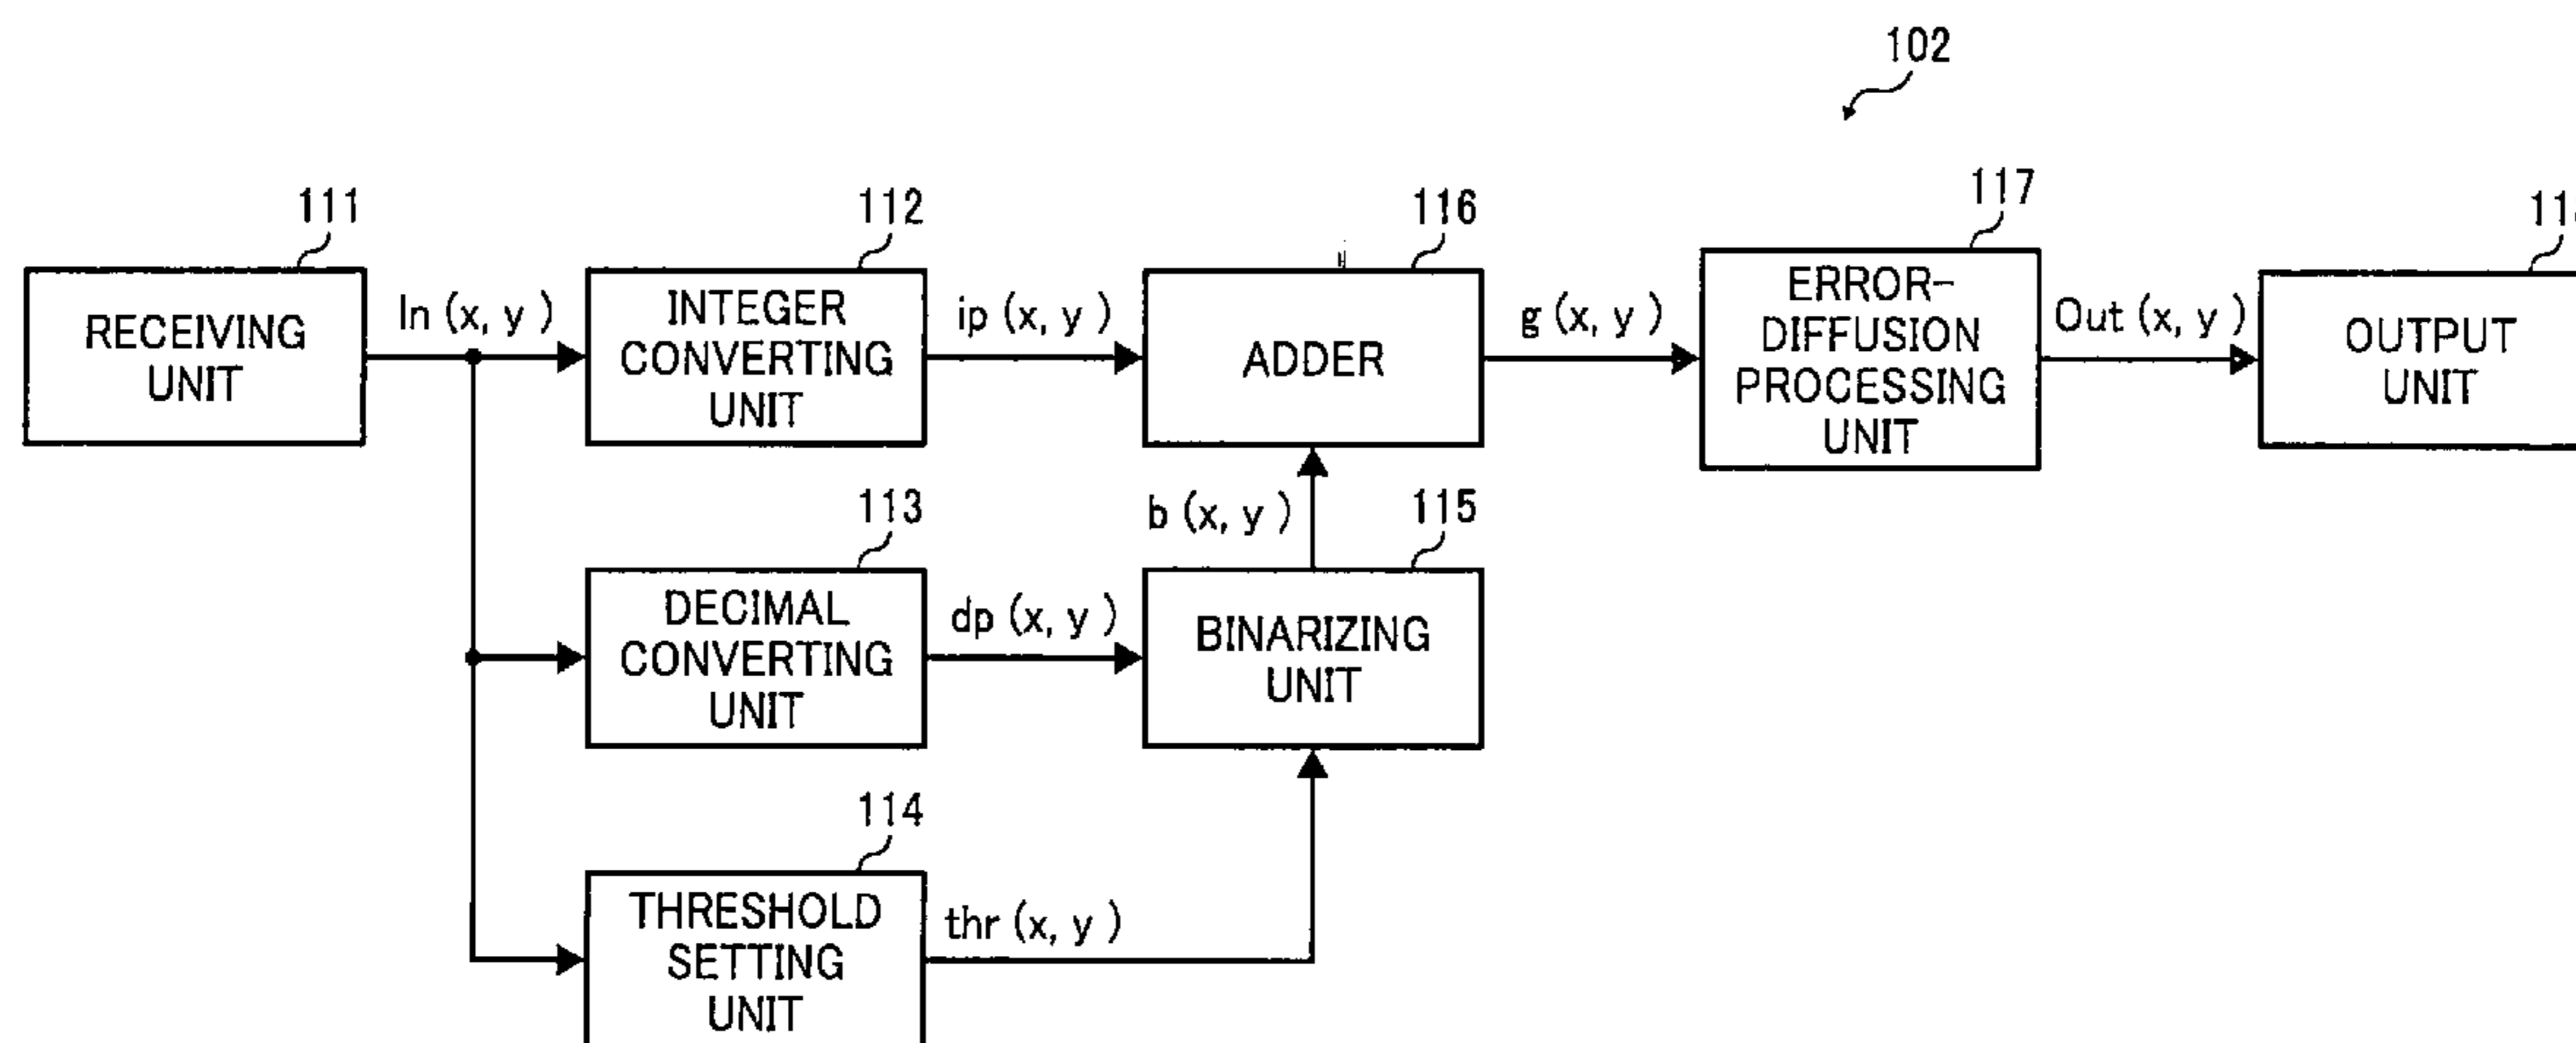 102
111
112
116
117
RECEIVING
UNIT
In (x, y )
INTEGER
CONVERTING
UNIT
ip (x, y )
ADDER
g (x, y )
ERROR-
DIFFUSION
PROCESSING
UNIT
Out (x, y )
OUTPUT
UNIT
113
b (x, y )
115
DECIMAL
CONVERTING
UNIT
dp (x, y )
BINARIZING
UNIT
114
THRESHOLD
SETTING
UNIT
thr (x, y )